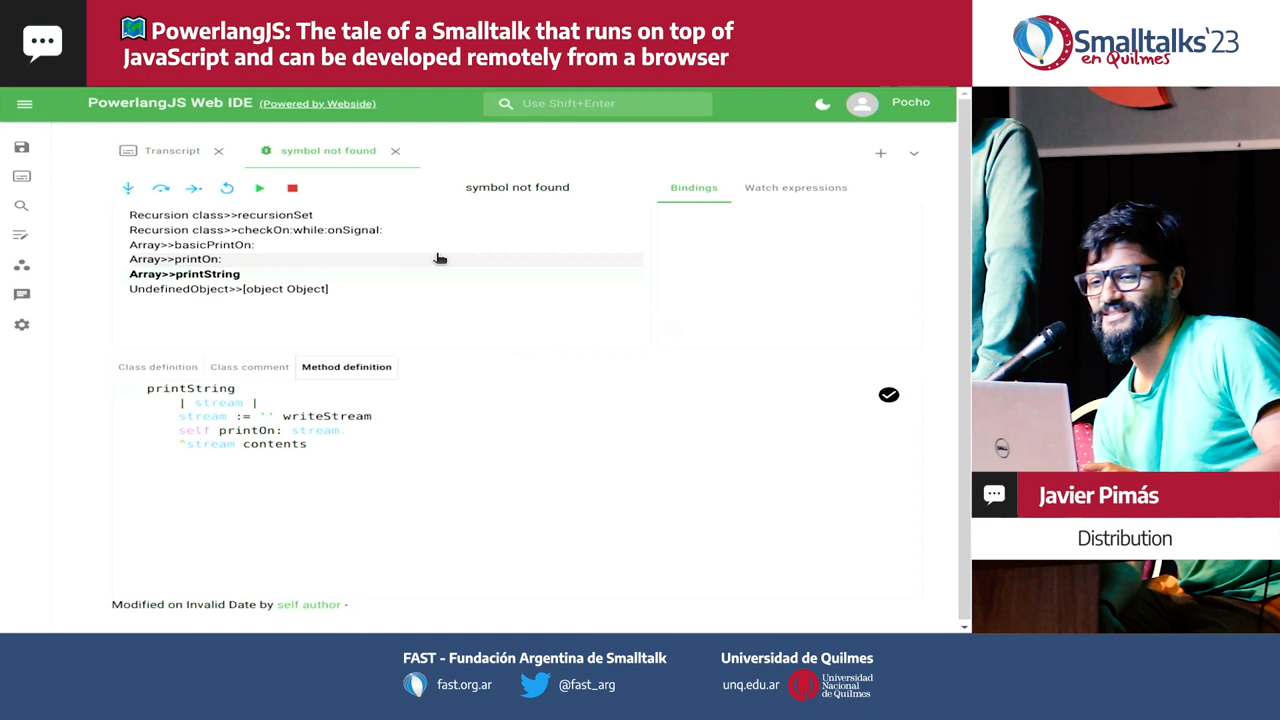 PowerlangJS: The tale of a Smalltalk that runs on top of
JavaScript and can be developed remotely from a browser
Smalltalks'23
en Quilmes
PowerlangJS Web IDE (Powered by Webside)
Use Shift+Enter
Pocho
Transcript
symbol not found
symbol not found
Bindings
Watch expressions
Recursion class>>recursionSet
Recursion class>>checkOn:while:onSignal:
Array>>basicPrintOn:
Array>>printOn:
Array>>printString
UndefinedObject>>[object Object]
Class definition
Class comment
Method definition
printString
| stream |
stream := '' writeStream.
self printOn: stream.
^stream contents
Modified on Invalid Date by self author -
Javier Pimás
Distribution
FAST - Fundación Argentina de Smalltalk
fast.org.ar
@fast_arg
Universidad de Quilmes
unq.edu.ar
Universidad
Nacional
de Quilmes